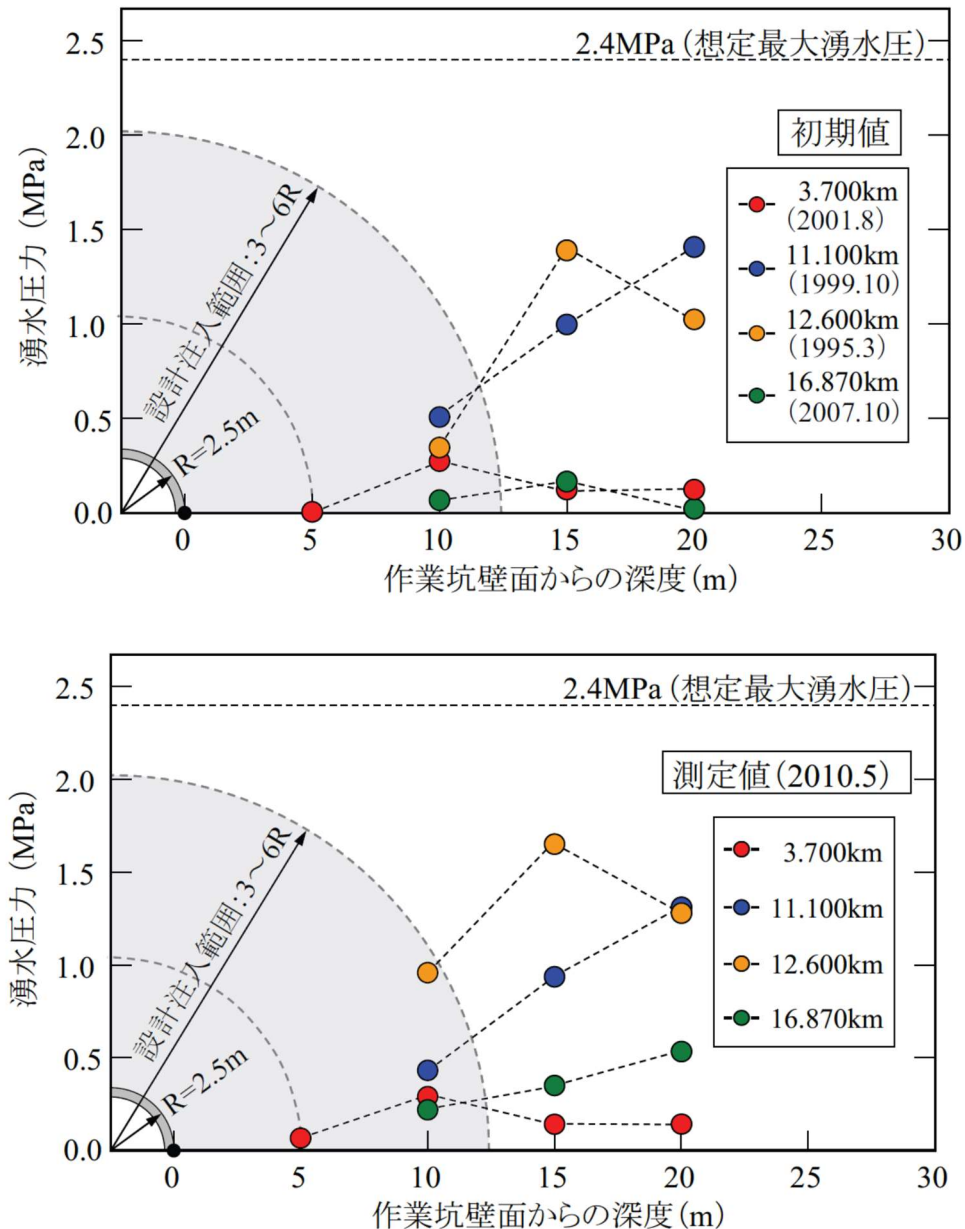 2.5
2.0
1.5
1.0
0.5
0.0
湧水圧力 (MPa)
2.4MPa (想定最大湧水圧)
初期値
3.700km
(2001.8)
11.100km
(1999.10)
12.600km
(1995.3)
16.870km
(2007.10)
設計注入範囲:3～6R
R=2.5m
0 5 10 15 20 25 30
作業坑壁面からの深度(m)
2.5
2.0
1.5
1.0
0.5
0.0
湧水圧力 (MPa)
2.4MPa (想定最大湧水圧)
測定値(2010.5)
3.700km
11.100km
12.600km
16.870km
設計注入範囲:3～6R
R=2.5m
0 5 10 15 20 25 30
作業坑壁面からの深度(m)